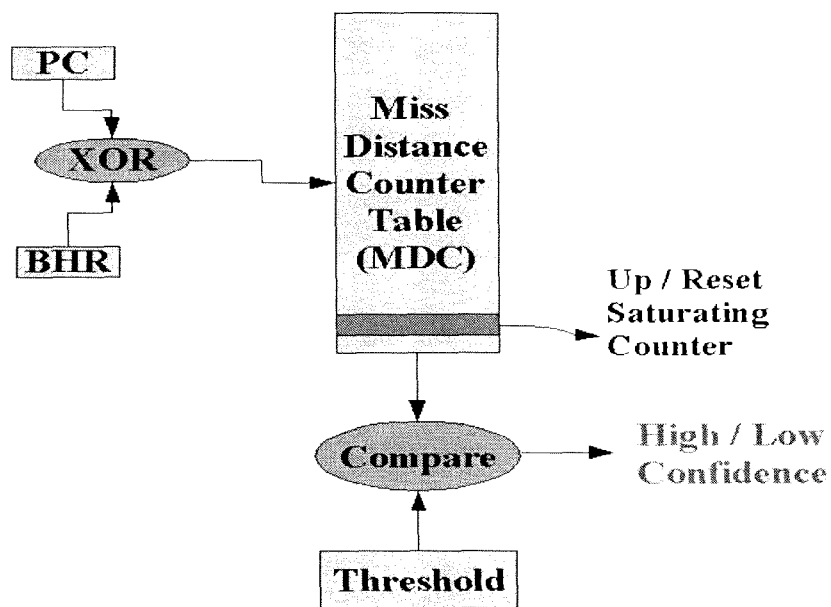 PC
XOR
BHR
Miss
Distance
Counter
Table
(MDC)
Up / Reset
Saturating
Counter
Compare
High / Low
Confidence
Threshold